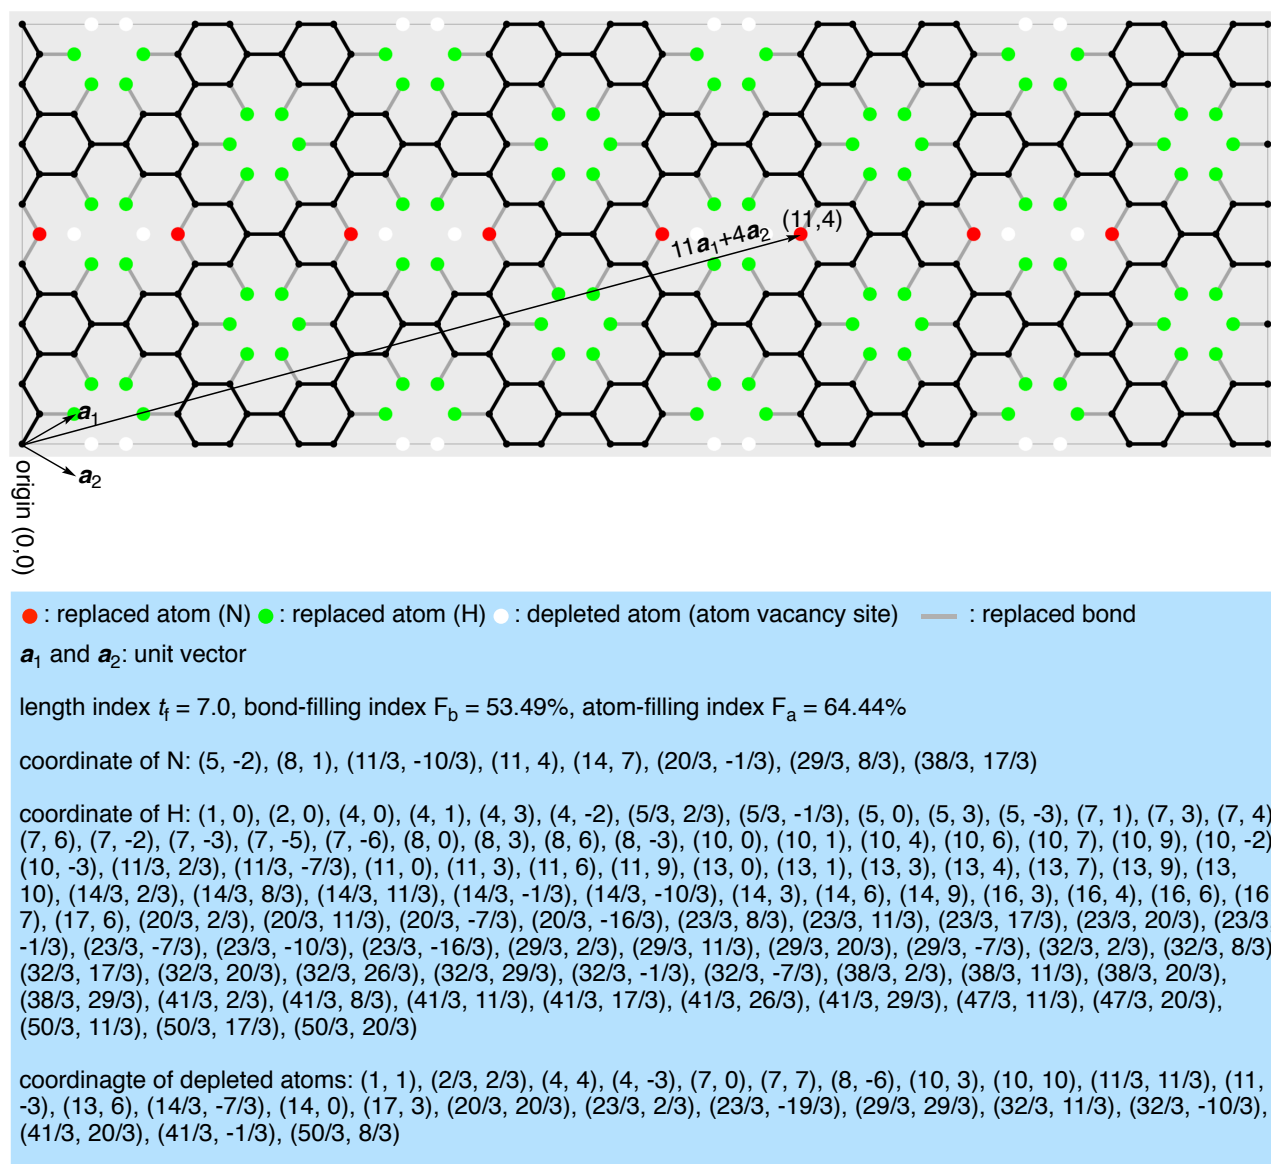 (11,4)
11a1+4a2
a1
a2
origin (0,0)
: replaced atom (N) : replaced atom (H) : depleted atom (atom vacancy site) : replaced bond
a1 and a2: unit vector
length index tf = 7.0, bond-filling index Fb = 53.49%, atom-filling index Fa = 64.44%
coordinate of N: (5, -2), (8, 1), (11/3, -10/3), (11, 4), (14, 7), (20/3, -1/3), (29/3, 8/3), (38/3, 17/3)
coordinate of H: (1, 0), (2, 0), (4, 0), (4, 1), (4, 3), (4, -2), (5/3, 2/3), (5/3, -1/3), (5, 0), (5, 3), (5, -3), (7, 1), (7, 3), (7, 4)
(7, 6), (7, -2), (7, -3), (7, -5), (7, -6), (8, 0), (8, 3), (8, 6), (8, -3), (10, 0), (10, 1), (10, 4), (10, 6), (10, 7), (10, 9), (10, -2)
(10, -3), (11/3, 2/3), (11/3, -7/3), (11, 0), (11, 3), (11, 6), (11, 9), (13, 0), (13, 1), (13, 3), (13, 4), (13, 7), (13, 9), (13,
10), (14/3, 2/3), (14/3, 8/3), (14/3, 11/3), (14/3, -1/3), (14/3, -10/3), (14, 3), (14, 6), (14, 9), (16, 3), (16, 4), (16, 6), (16
7), (17, 6), (20/3, 2/3), (20/3, 11/3), (20/3, -7/3), (20/3, -16/3), (23/3, 8/3), (23/3, 11/3), (23/3, 17/3), (23/3, 20/3), (23/3
-1/3), (23/3, -7/3), (23/3, -10/3), (23/3, -16/3), (29/3, 2/3), (29/3, 11/3), (29/3, 20/3), (29/3, -7/3), (32/3, 2/3), (32/3, 8/3)
(32/3, 17/3), (32/3, 20/3), (32/3, 26/3), (32/3, 29/3), (32/3, -1/3), (32/3, -7/3), (38/3, 2/3), (38/3, 11/3), (38/3, 20/3),
(38/3, 29/3), (41/3, 2/3), (41/3, 8/3), (41/3, 11/3), (41/3, 17/3), (41/3, 26/3), (41/3, 29/3), (47/3, 11/3), (47/3, 20/3),
(50/3, 11/3), (50/3, 17/3), (50/3, 20/3)
coordinagte of depleted atoms: (1, 1), (2/3, 2/3), (4, 4), (4, -3), (7, 0), (7, 7), (8, -6), (10, 3), (10, 10), (11/3, 11/3), (11,
-3), (13, 6), (14/3, -7/3), (14, 0), (17, 3), (20/3, 20/3), (23/3, 2/3), (23/3, -19/3), (29/3, 29/3), (32/3, 11/3), (32/3, -10/3),
(41/3, 20/3), (41/3, -1/3), (50/3, 8/3)